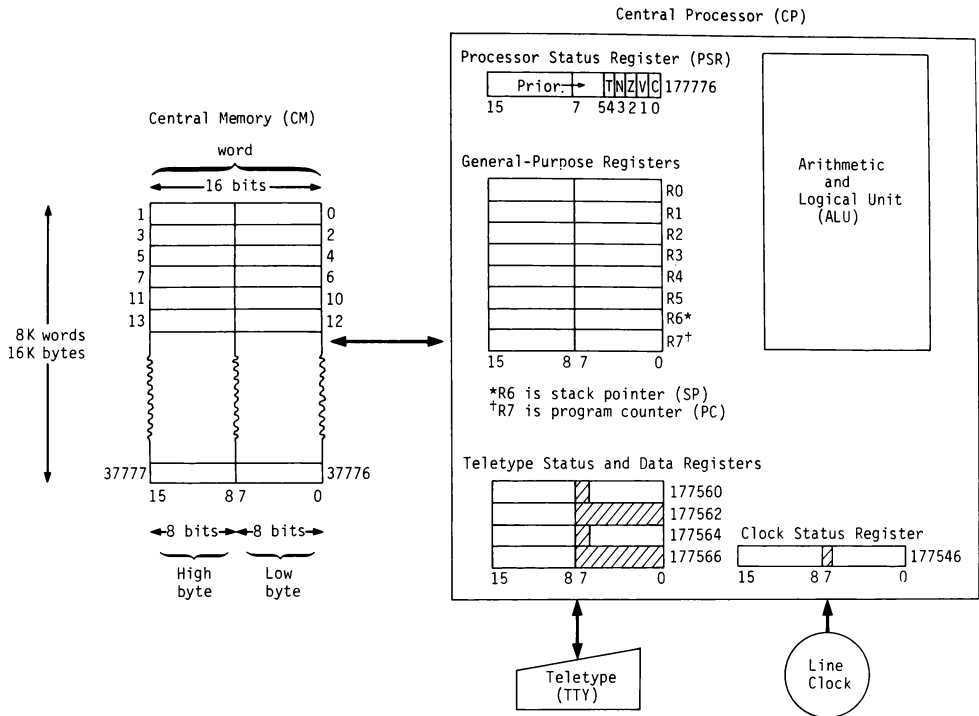 Central Processor (CP)
Processor Status Register (PSR)
Prior.→ T N Z V C 177776
15 7 5 4 3 2 1 0
Central Memory (CM)
word
16 bits
1 0
3 2
5 4
7 6
11 10
13 12
8K words
16K bytes
37777 37776
15 8 7 0
8 bits 8 bits
High byte
Low byte
General-Purpose Registers
R0
R1
R2
R3
R4
R5
R6*
R7†
15 8 7 0
*R6 is stack pointer (SP)
†R7 is program counter (PC)
Arithmetic
and
Logical Unit
(ALU)
Teletype Status and Data Registers
177560
177562
177564
177566
15 8 7 0
Clock Status Register
177546
15 8 7 0
Teletype
(TTY)
Line
Clock